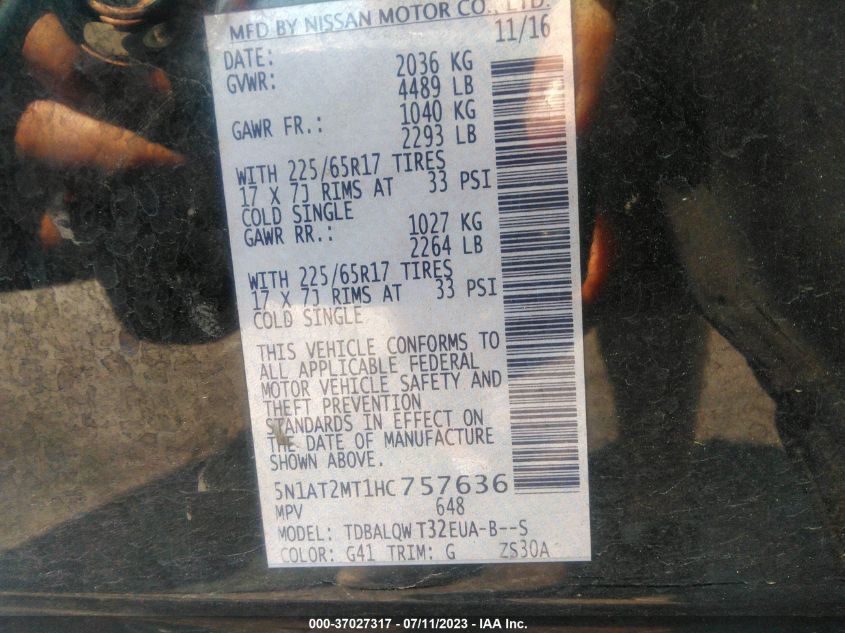 MFD BY NISSAN MOTOR CO., LTD.
DATE: 11/16
GVWR: 2036 KG
4489 LB
GAWR FR.: 1040 KG
2293 LB
WITH 225/65R17 TIRES
17 X 7J RIMS AT 33 PSI
COLD SINGLE
GAWR RR.: 1027 KG
2264 LB
WITH 225/65R17 TIRES
17 X 7J RIMS AT 33 PSI
COLD SINGLE
THIS VEHICLE CONFORMS TO
ALL APPLICABLE FEDERAL
MOTOR VEHICLE SAFETY AND
THEFT PREVENTION
STANDARDS IN EFFECT ON
THE DATE OF MANUFACTURE
SHOWN ABOVE.
5N1AT2MT1HC757636
MPV 648
MODEL: TDBALQW T32EUA-B--S
COLOR: G41 TRIM: G ZS30A
000-37027317 - 07/11/2023 - IAA Inc.